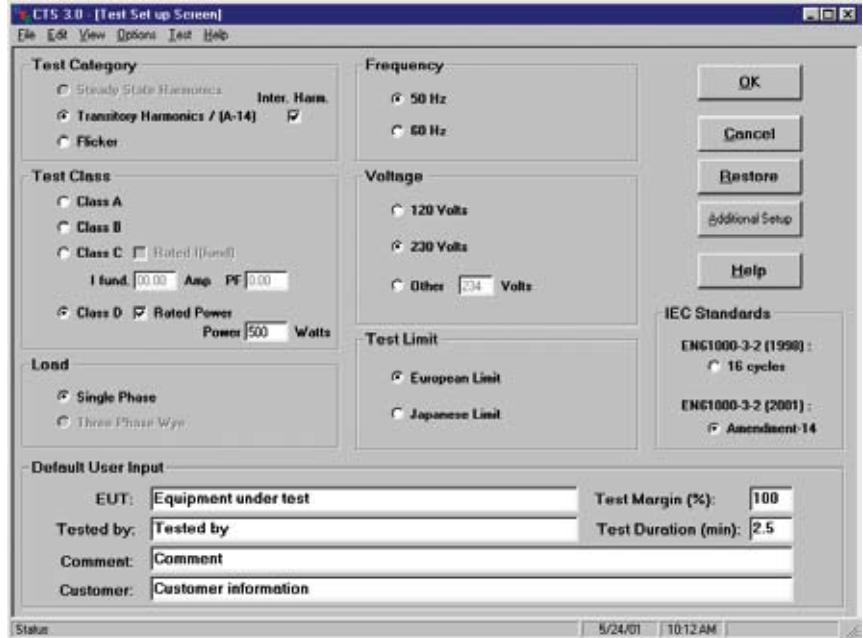 CTS 3.0 - [Test Set up Screen]
File Edit View Options Test Help
Test Category
Steady State Harmonics
Inter. Harm.
Transitory Harmonics / (A-14)
Flicker
Frequency
50 Hz
60 Hz
OK
Cancel
Restore
Additional Setup
Help
Test Class
Class A
Class B
Class C Rated I(fund)
I fund. 00.00 Amp PF 0.00
Class D Rated Power
Power 500 Watts
Voltage
120 Volts
230 Volts
Other 234 Volts
Load
Single Phase
Three Phase Wye
Test Limit
European Limit
Japanese Limit
IEC Standards
EN61000-3-2 (1998) :
16 cycles
EN61000-3-2 (2001) :
Amendment-14
Default User Input
EUT: Equipment under test
Test Margin (%): 100
Tested by: Tested by
Test Duration (min): 2.5
Comment: Comment
Customer: Customer information
Status 5/24/01 10:12 AM